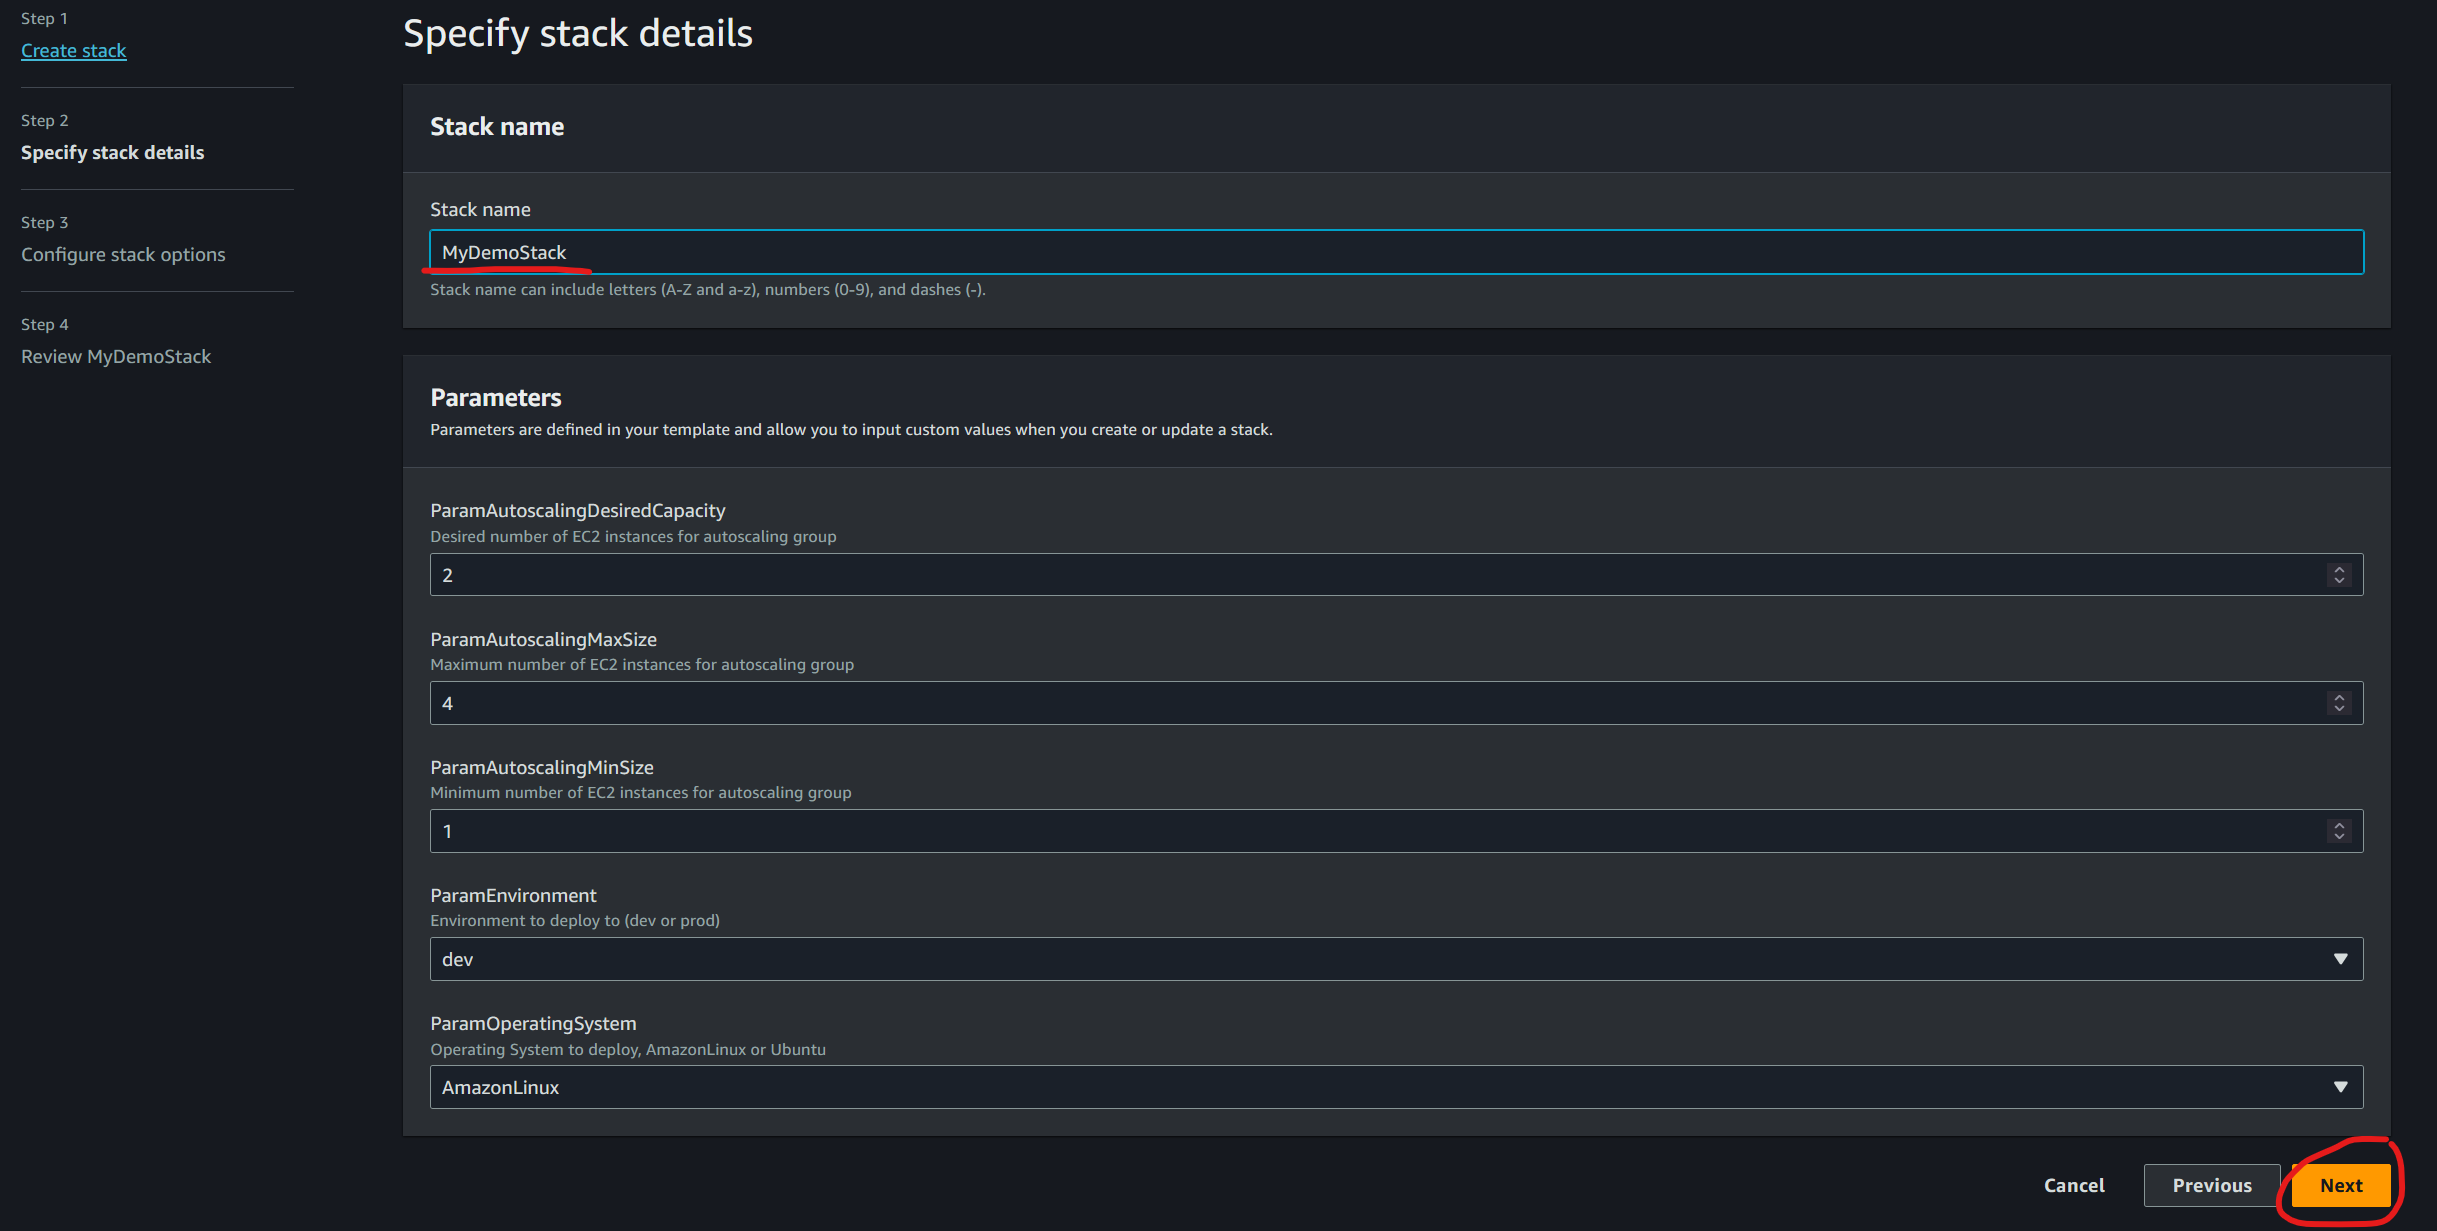 Step 1
Create stack
Step 2
Specify stack details
Step 3
Configure stack options
Step 4
Review MyDemoStack
Specify stack details
Stack name
Stack name
MyDemoStack
Stack name can include letters (A-Z and a-z), numbers (0-9), and dashes (-).
Parameters
Parameters are defined in your template and allow you to input custom values when you create or update a stack.
ParamAutoscalingDesiredCapacity
Desired number of EC2 instances for autoscaling group
2
ParamAutoscalingMaxSize
Maximum number of EC2 instances for autoscaling group
4
ParamAutoscalingMinSize
Minimum number of EC2 instances for autoscaling group
1
ParamEnvironment
Environment to deploy to (dev or prod)
dev
ParamOperatingSystem
Operating System to deploy, AmazonLinux or Ubuntu
AmazonLinux
Cancel Previous Next